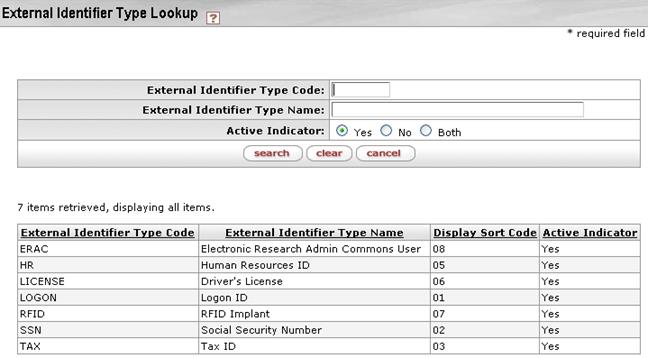 External Identifier Type Lookup ?
* required field
External Identifier Type Code:
External Identifier Type Name:
Active Indicator: Yes No Both
search clear cancel
7 items retrieved, displaying all items.
External Identifier Type Code External Identifier Type Name Display Sort Code Active Indicator
ERAC Electronic Research Admin Commons User 08 Yes
HR Human Resources ID 05 Yes
LICENSE Driver's License 06 Yes
LOGON Logon ID 01 Yes
RFID RFID Implant 07 Yes
SSN Social Security Number 02 Yes
TAX Tax ID 03 Yes